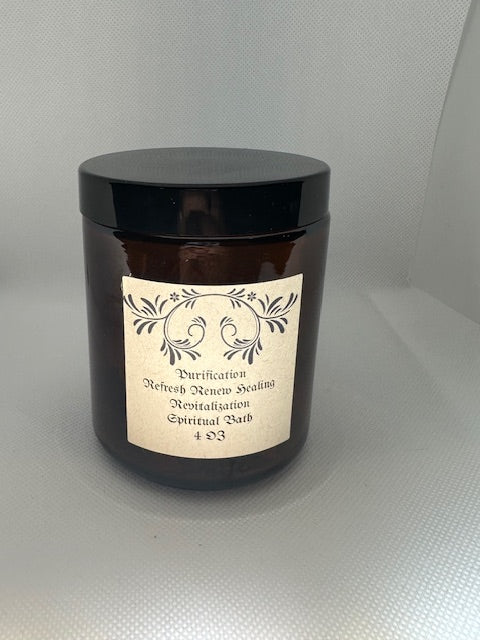 Purification
Refresh Renew Healing
Revitalization
Spiritual Bath
4 OZ